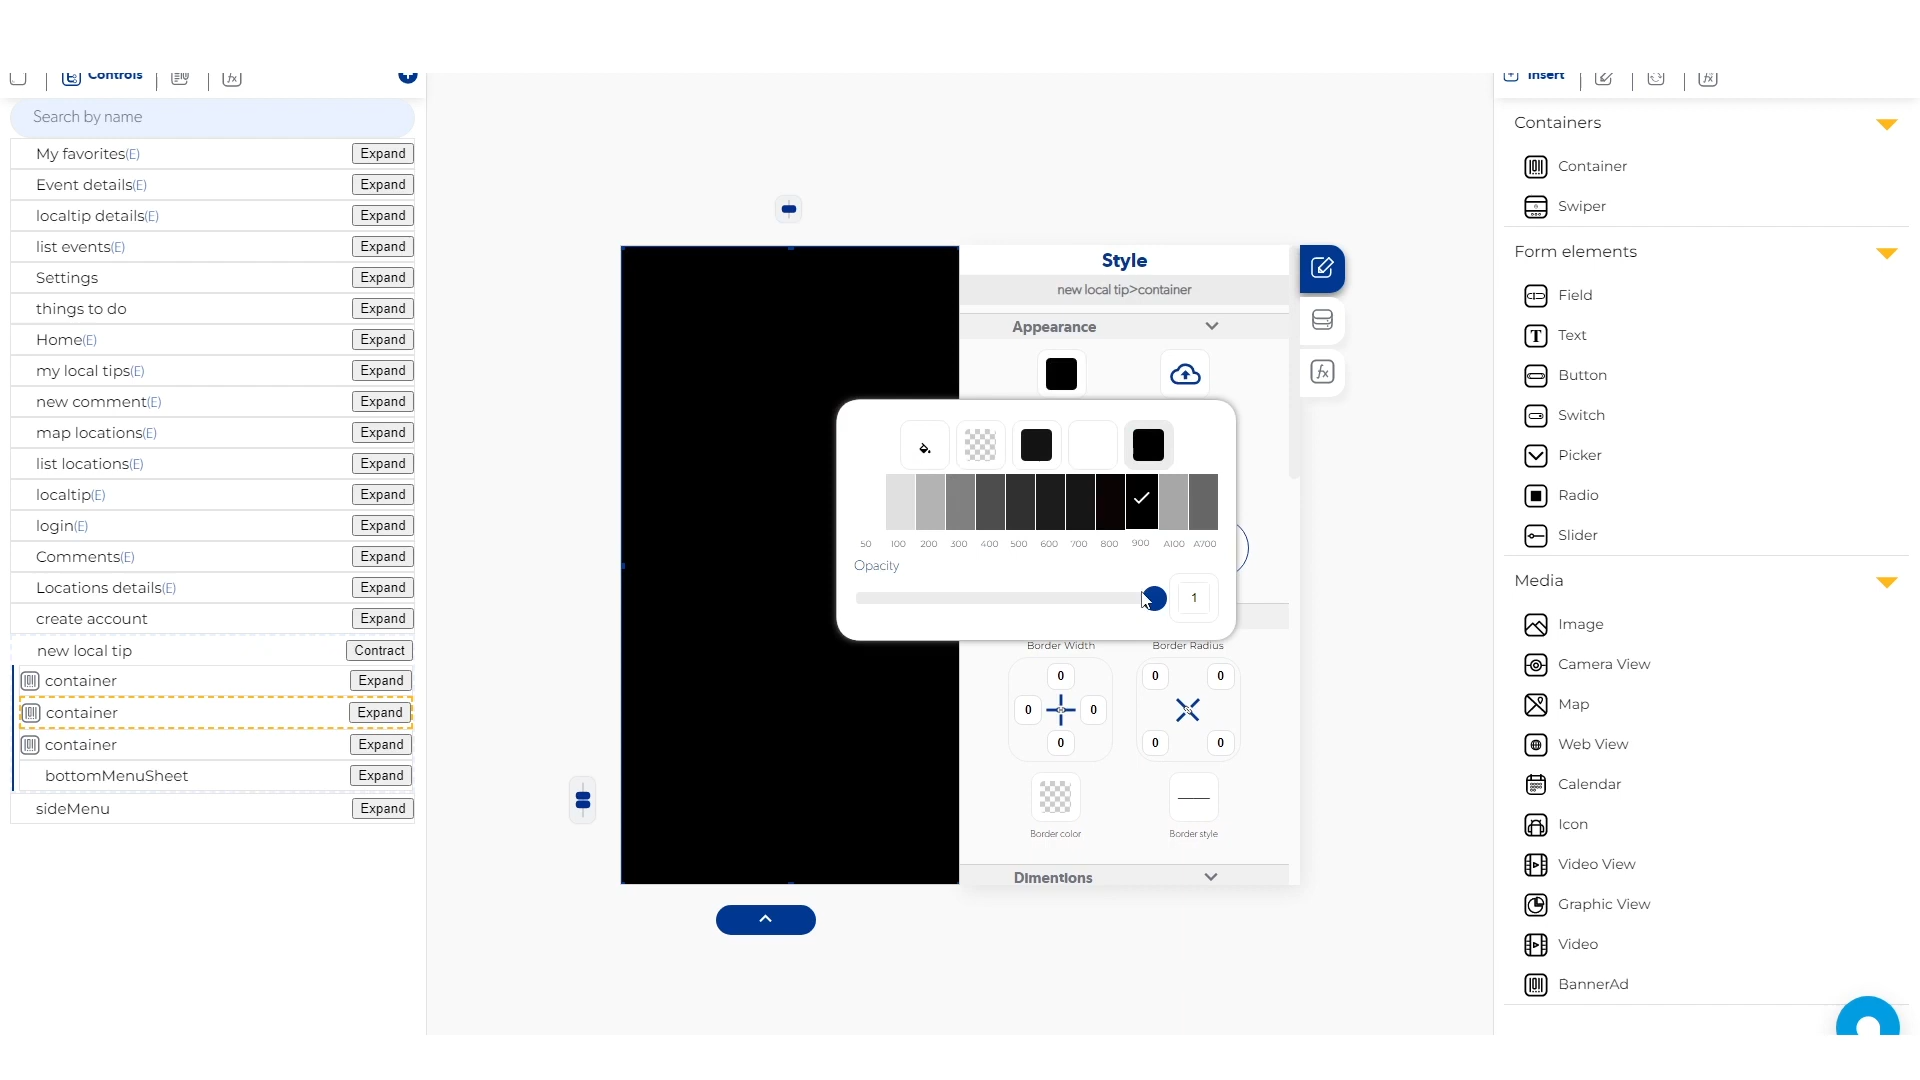 Controls
Search by name
My favorites(E) Expand
Event details(E) Expand
localtip details(E) Expand
list events(E) Expand
Settings Expand
things to do Expand
Home(E) Expand
my local tips(E) Expand
new comment(E) Expand
map locations(E) Expand
list locations(E) Expand
localtip(E) Expand
login(E) Expand
Comments(E) Expand
Locations details(E) Expand
create account Expand
new local tip Contract
container Expand
container Expand
container Expand
bottomMenuSheet Expand
sideMenu Expand
Style
new local tip>container
Appearance
50 100 200 300 400 500 600 700 800 900 A100 A700
Opacity
1
Border Width Border Radius
0 0 0
0 0
0 0 0
Border color Border style
Dimentions
fx
Insert
Containers
Container
Swiper
Form elements
Field
Text
Button
Switch
Picker
Radio
Slider
Media
Image
Camera View
Map
Web View
Calendar
Icon
Video View
Graphic View
Video
BannerAd